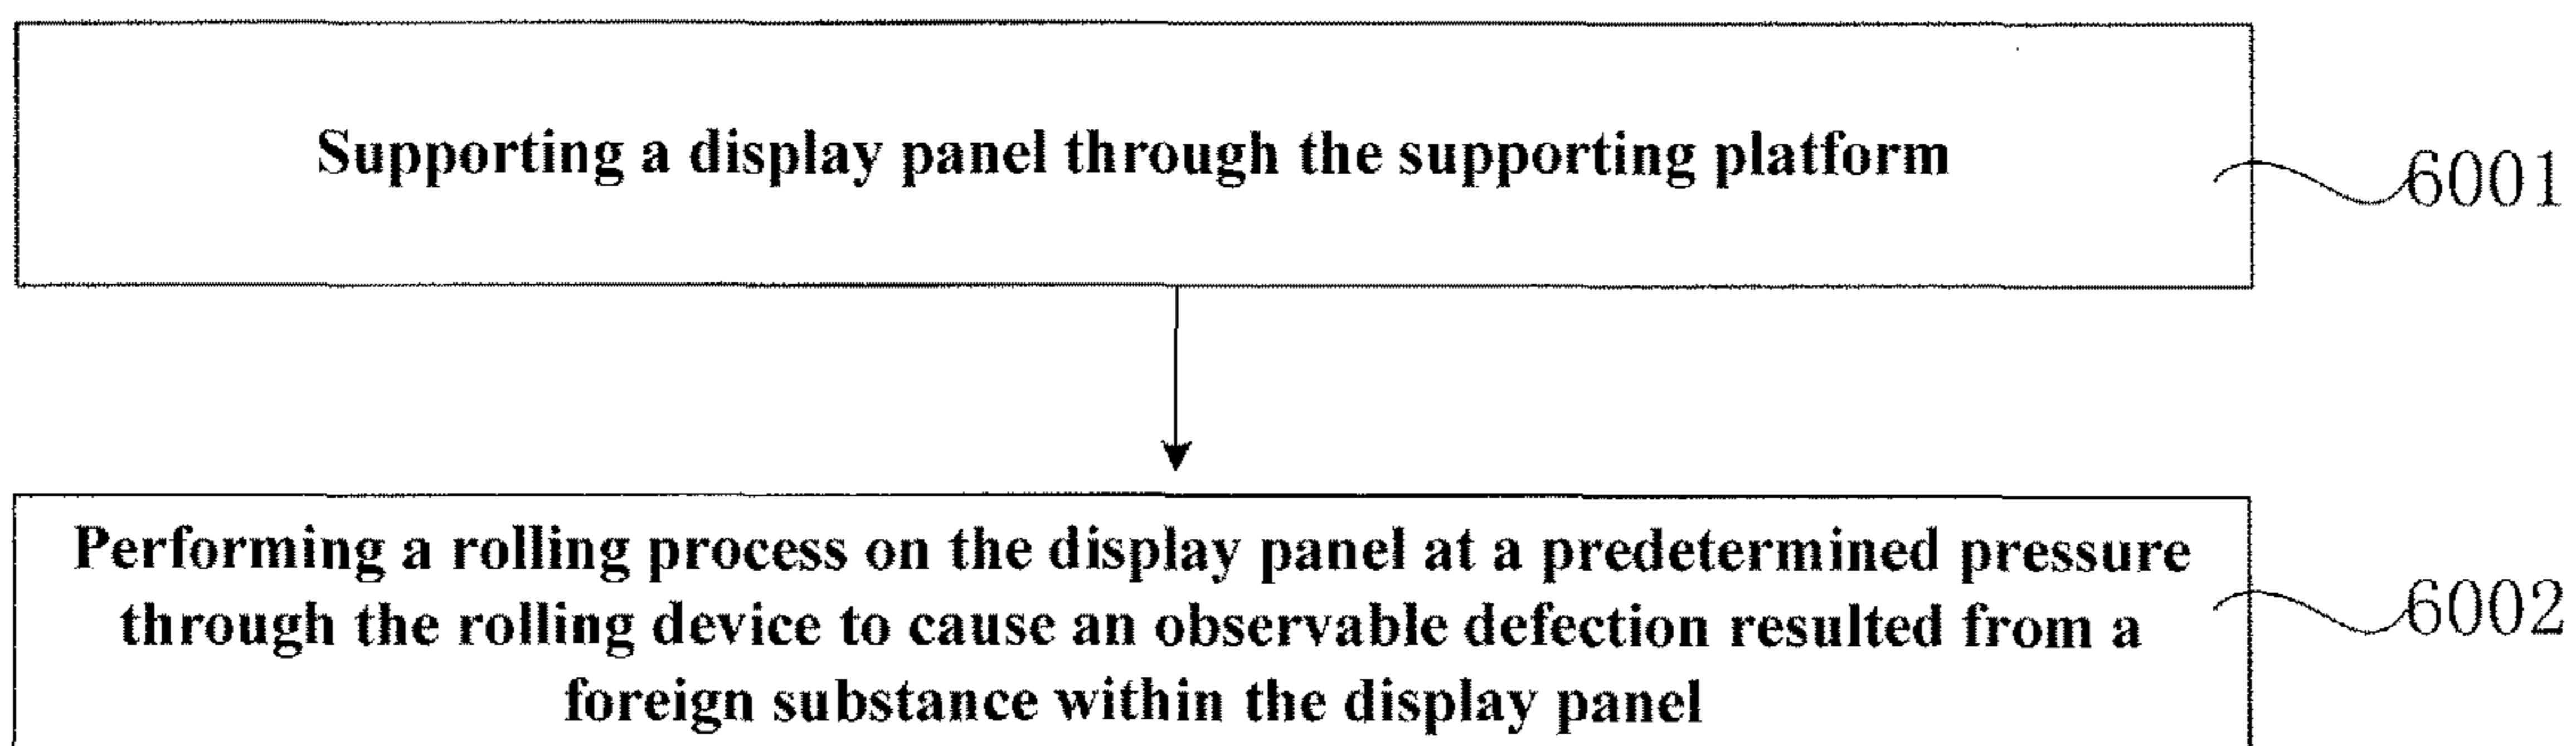 Supporting a display panel through the supporting platform
6001
Performing a rolling process on the display panel at a predetermined pressure
through the rolling device to cause an observable defection resulted from a
6002
foreign substance within the display panel